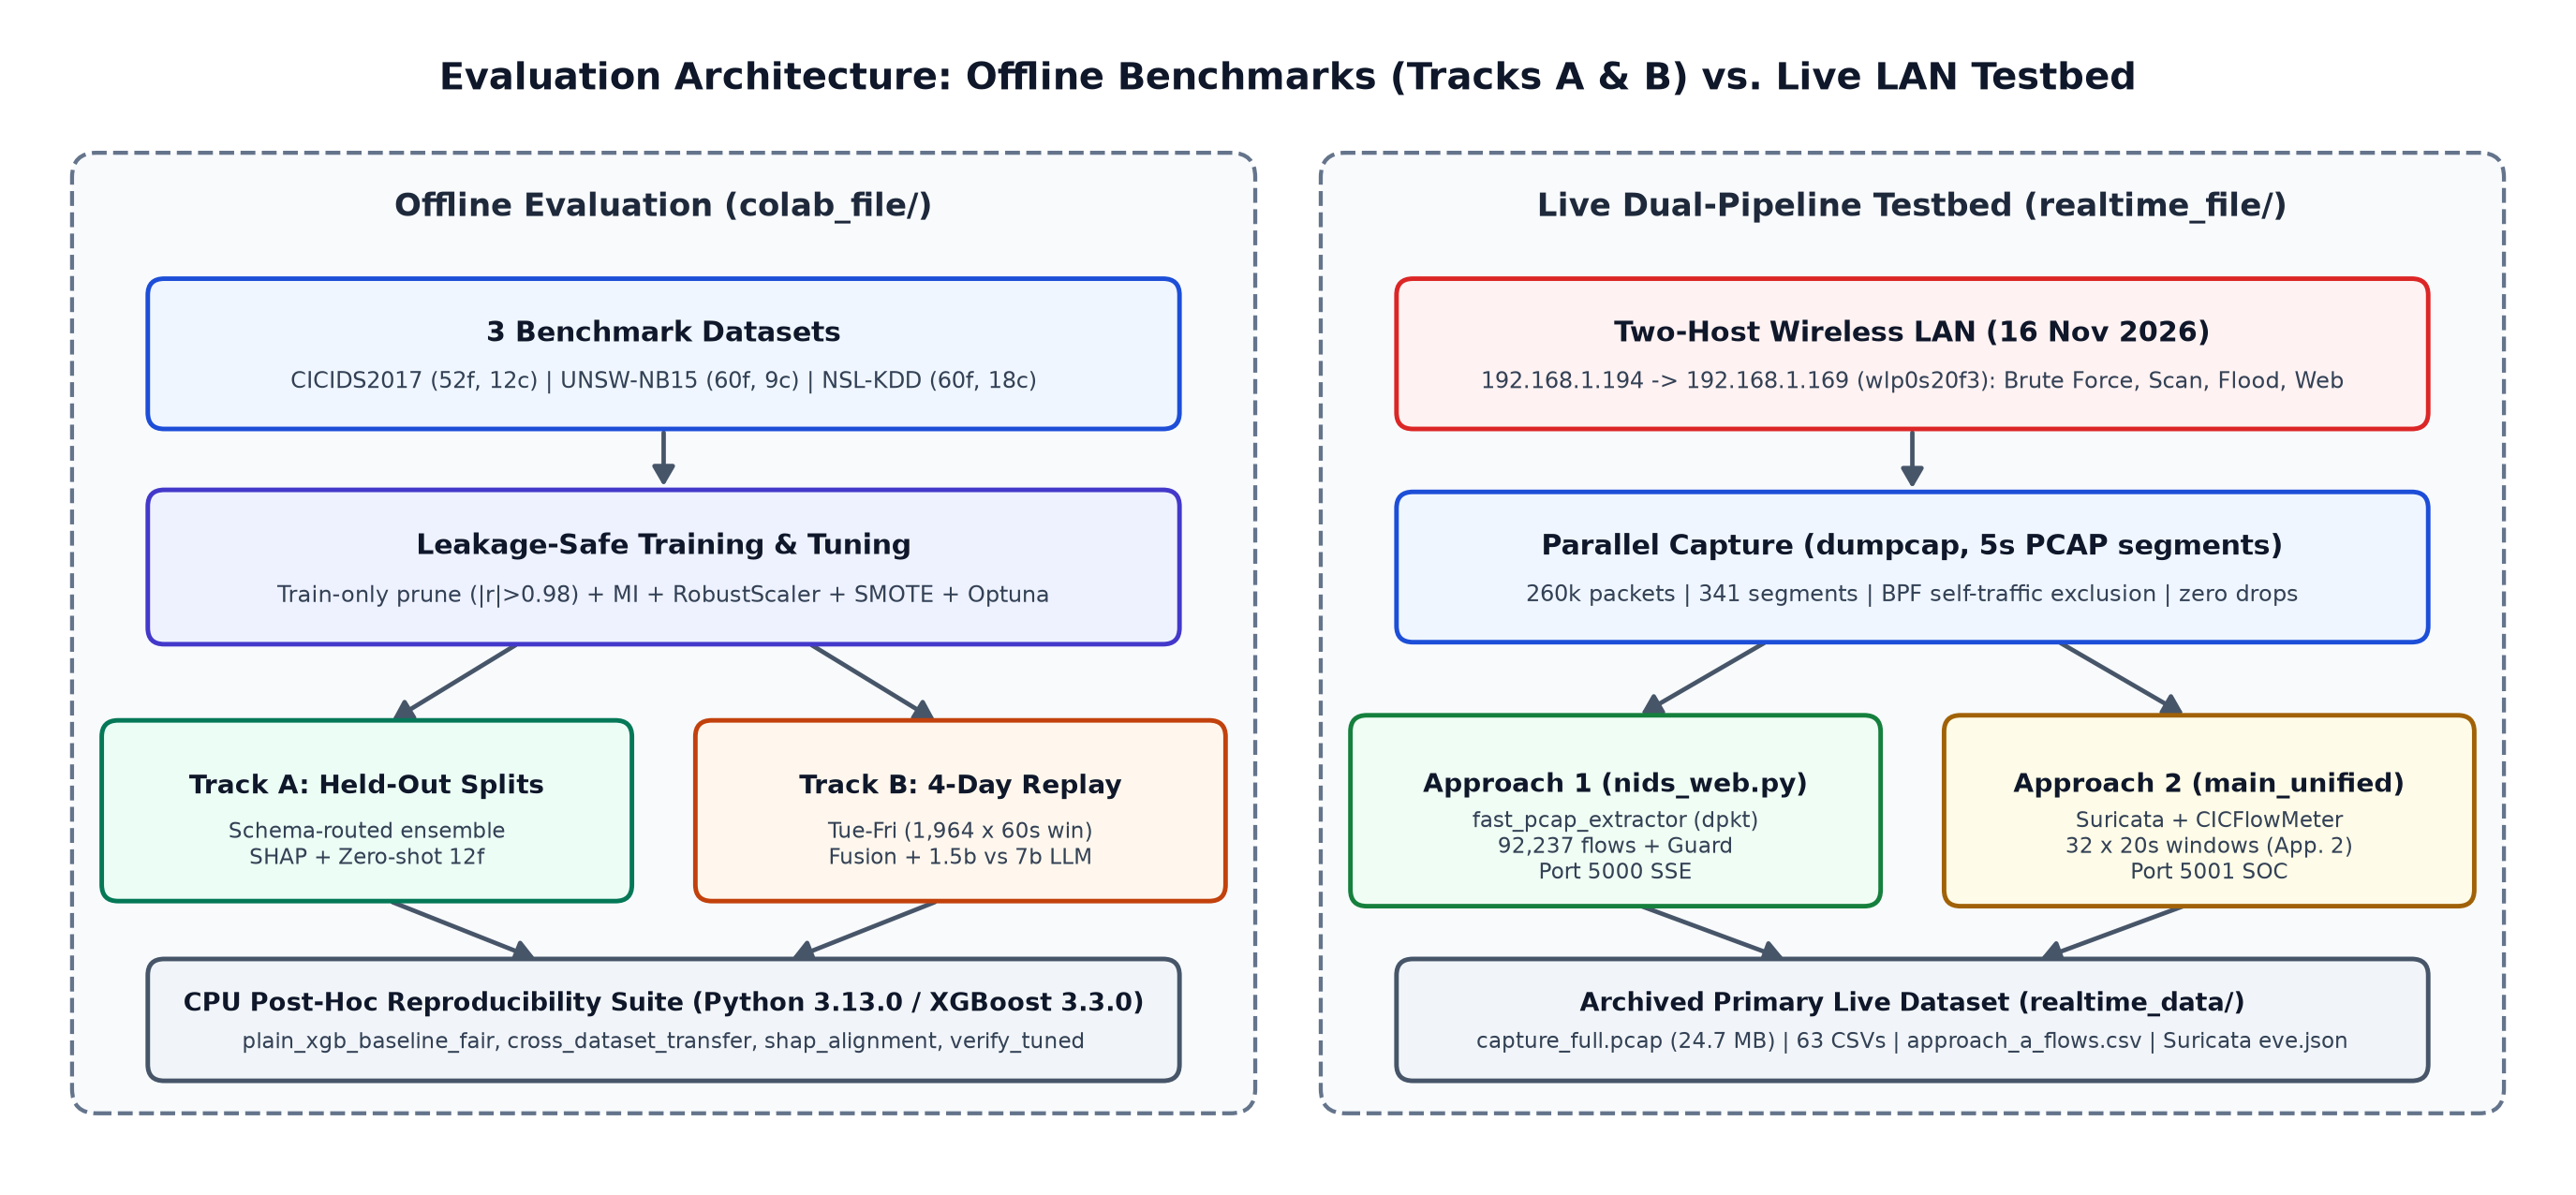 Evaluation Architecture: Offline Benchmarks (Tracks A & B) vs. Live LAN Testbed
Offline Evaluation (colab_file/)
3 Benchmark Datasets
CICIDS2017 (52f, 12c) | UNSW-NB15 (60f, 9c) | NSL-KDD (60f, 18c)
Leakage-Safe Training & Tuning
Train-only prune (|r|>0.98) + MI + RobustScaler + SMOTE + Optuna
Track A: Held-Out Splits
Schema-routed ensemble
SHAP + Zero-shot 12f
Track B: 4-Day Replay
Tue-Fri (1,964 x 60s win)
Fusion + 1.5b vs 7b LLM
CPU Post-Hoc Reproducibility Suite (Python 3.13.0 / XGBoost 3.3.0)
plain_xgb_baseline_fair, cross_dataset_transfer, shap_alignment, verify_tuned
Live Dual-Pipeline Testbed (realtime_file/)
Two-Host Wireless LAN (16 Nov 2026)
192.168.1.194 -> 192.168.1.169 (wlp0s20f3): Brute Force, Scan, Flood, Web
Parallel Capture (dumpcap, 5s PCAP segments)
260k packets | 341 segments | BPF self-traffic exclusion | zero drops
Approach 1 (nids_web.py)
fast_pcap_extractor (dpkt)
92,237 flows + Guard
Port 5000 SSE
Approach 2 (main_unified)
Suricata + CICFlowMeter
32 x 20s windows (App. 2)
Port 5001 SOC
Archived Primary Live Dataset (realtime_data/)
capture_full.pcap (24.7 MB) | 63 CSVs | approach_a_flows.csv | Suricata eve.json